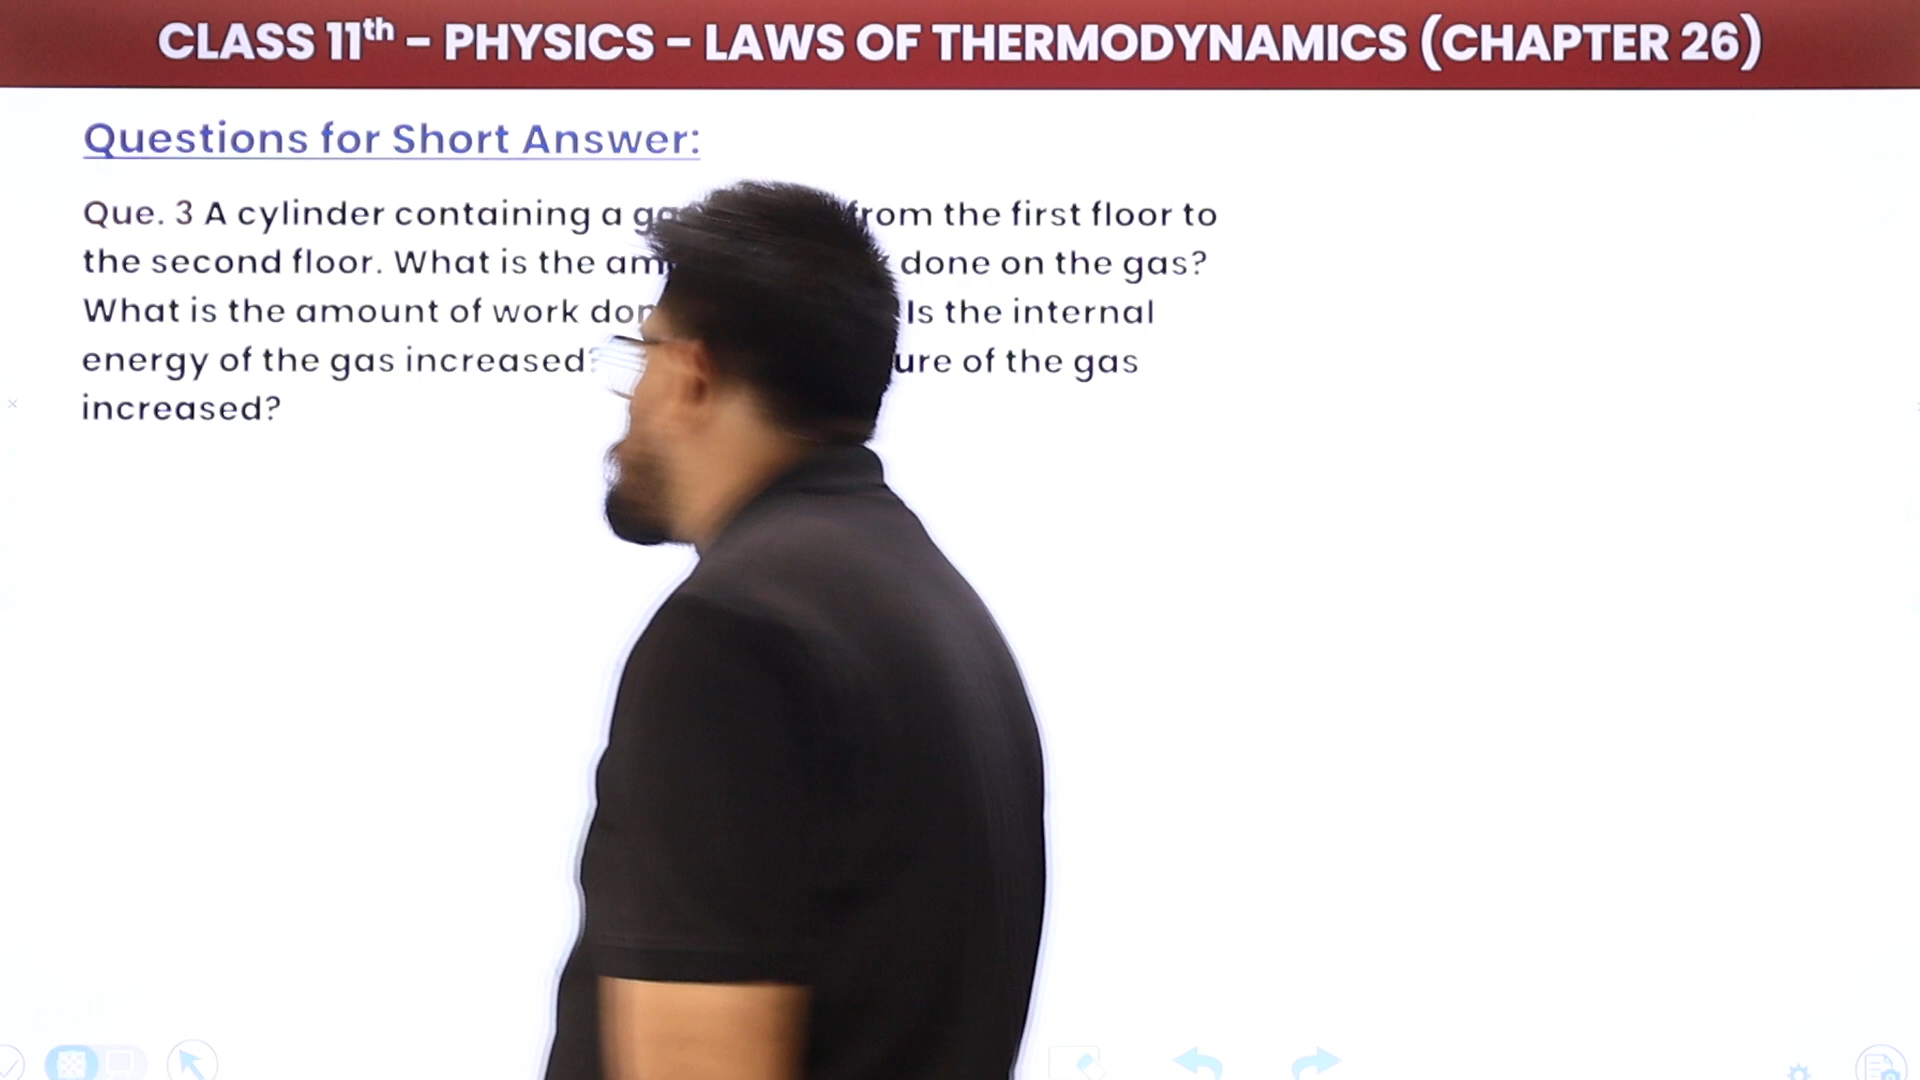 CLASS 11th – PHYSICS – LAWS OF THERMODYNAMICS (CHAPTER 26)
Questions for Short Answer:
Que. 3 A cylinder containing a from the first floor to
the second floor. What is the done on the gas?
What is the amount of work Is the internal
energy of the gas increased? of the gas
increased?